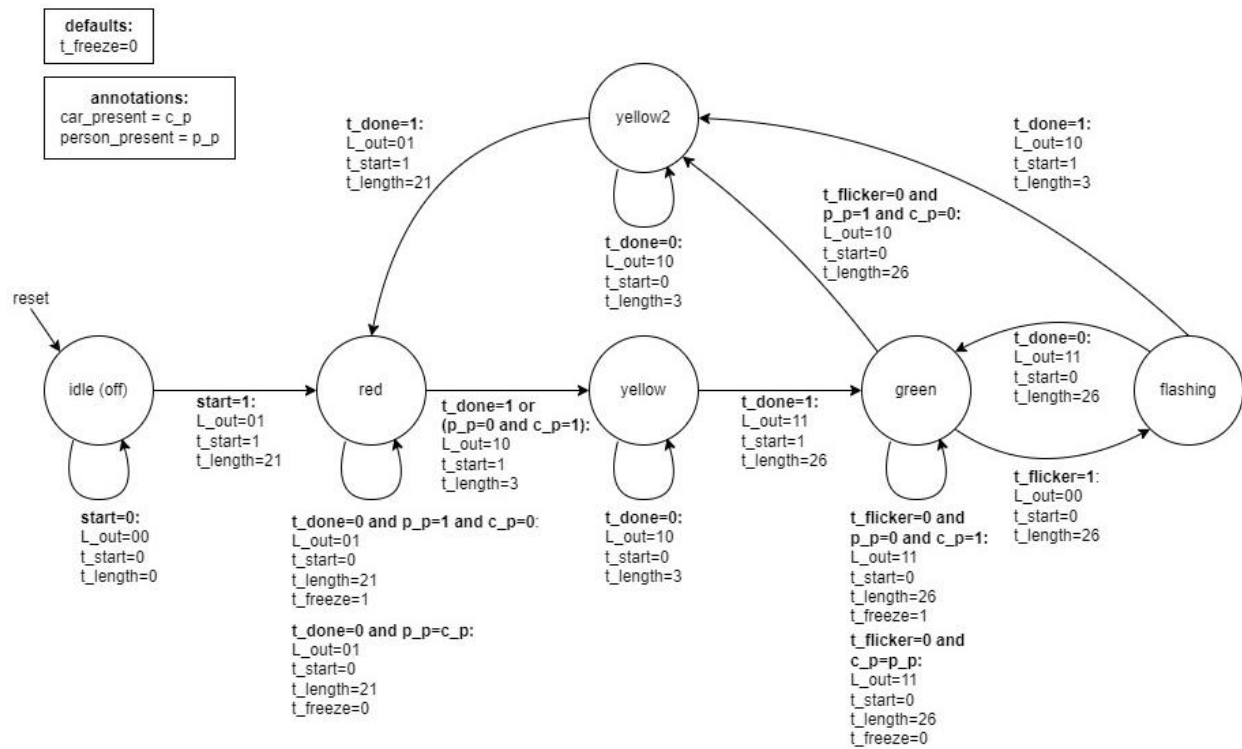 defaults:
t_freeze=0
annotations:
car_present = c_p
person_present = p_p
yellow2
t_done=1:
L_out=01
t_start=1
t_length=21
t_done=1:
L_out=10
t_start=1
t_length=3
t_flicker=0 and
p_p=1 and c_p=0:
L_out=10
t_start=0
t_length=26
t_done=0:
L_out=10
t_start=0
t_length=3
reset
idle (off)
start=1:
L_out=01
t_start=1
t_length=21
red
t_done=1 or
(p_p=0 and c_p=1):
L_out=10
t_start=1
t_length=3
yellow
t_done=1:
L_out=11
t_start=1
t_length=26
green
t_done=0:
L_out=11
t_start=0
t_length=26
flashing
t_flicker=1:
L_out=00
t_start=0
t_length=26
start=0:
L_out=00
t_start=0
t_length=0
t_done=0 and p_p=1 and c_p=0:
L_out=01
t_start=0
t_length=21
t_freeze=1
t_done=0 and p_p=c_p:
L_out=01
t_start=0
t_length=21
t_freeze=0
t_done=0:
L_out=10
t_start=0
t_length=3
t_flicker=0 and
p_p=0 and c_p=1:
L_out=11
t_start=0
t_length=26
t_freeze=1
t_flicker=0 and
c_p=p_p:
L_out=11
t_start=0
t_length=26
t_freeze=0